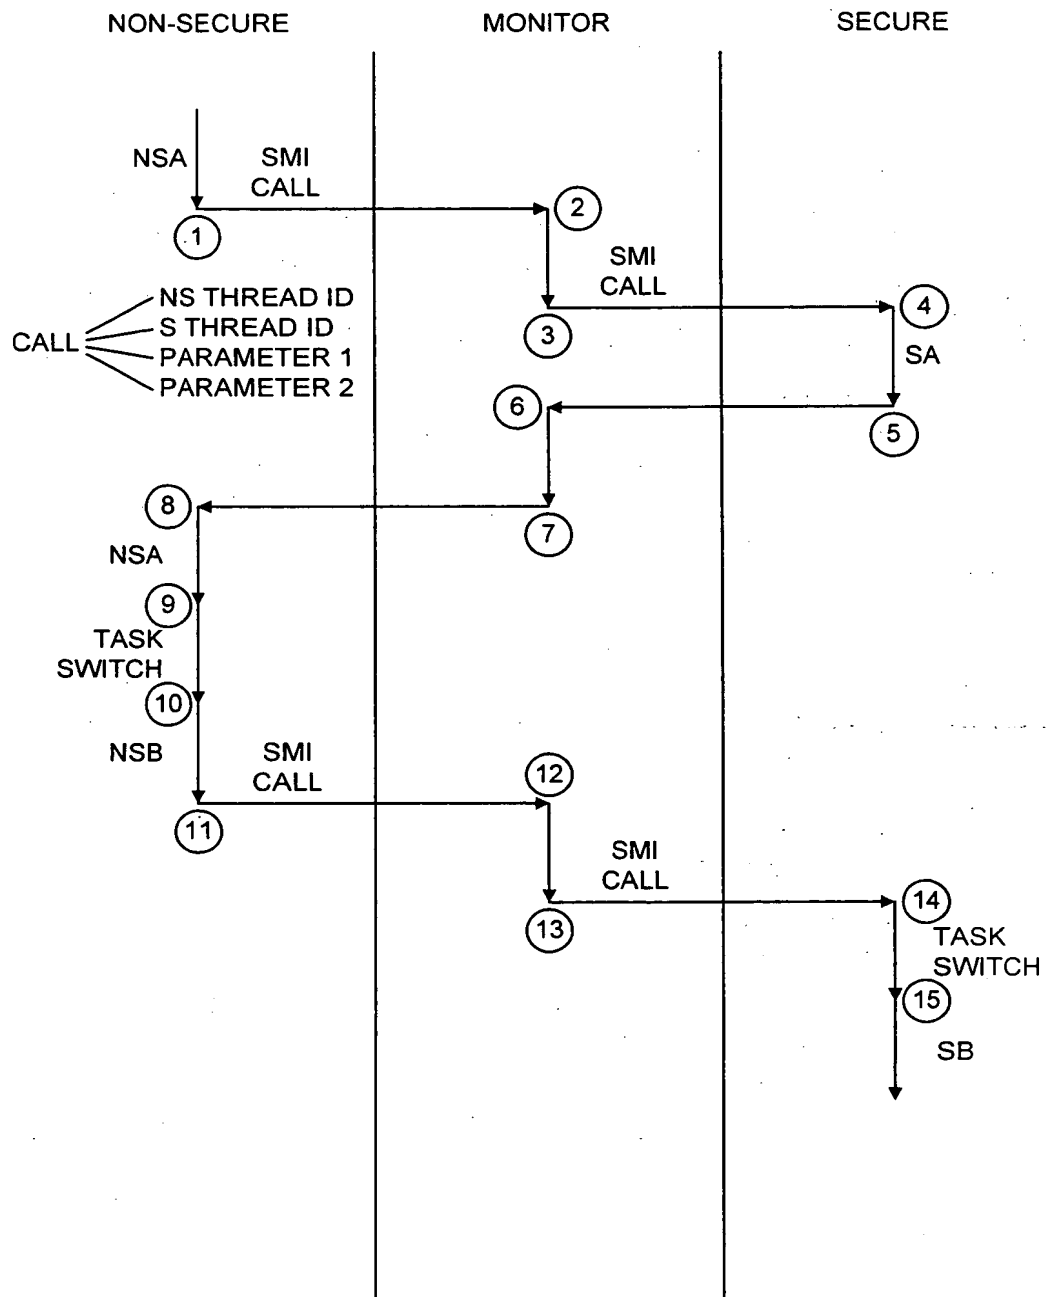 NON-SECURE
MONITOR
SECURE
NSA
SMI
CALL
1
2
SMI
CALL
3
4
CALL
NS THREAD ID
S THREAD ID
PARAMETER 1
PARAMETER 2
SA
6
5
8
7
NSA
9
TASK
SWITCH
10
NSB
SMI
CALL
12
11
SMI
CALL
13
14
TASK
SWITCH
15
SB